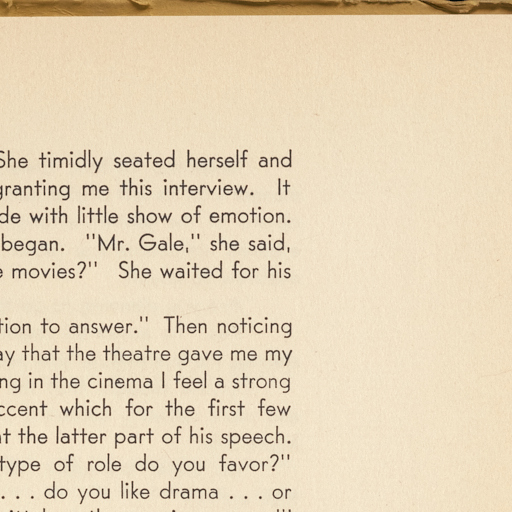 She timidly seated herself and
granting me this interview. It
de with little show of emotion.
began. "Mr. Gale," she said,
movies?" She waited for his
tion to answer." Then noticing
ay that the theatre gave me my
ng in the cinema I feel a strong
ccent which for the first few
the latter part of his speech.
type of role do you favor?"
. . . do you like drama . . . or